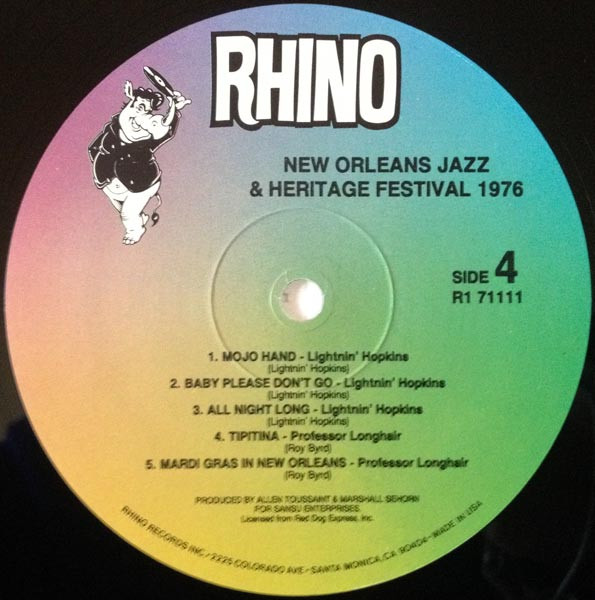 RHINO
NEW ORLEANS JAZZ
& HERITAGE FESTIVAL 1976
SIDE 4
R1 71111
1. MOJO HAND - Lightnin' Hopkins
(Lightnin' Hopkins)
2. BABY PLEASE DON'T GO - Lightnin' Hopkins
(Lightnin' Hopkins)
3. ALL NIGHT LONG - Lightnin' Hopkins
(Lightnin' Hopkins)
4. TIPITINA - Professor Longhair
(Roy Byrd)
5. MARDI GRAS IN NEW ORLEANS - Professor Longhair
(Roy Byrd)
PRODUCED BY ALLEN TOUSSAINT & MARSHALL SEHORN
FOR SANSU ENTERPRISES.
Licensed from Red Dog Express, Inc.
RHINO RECORDS INC. • 2225 COLORADO AVE. • SANTA MONICA, CA 90404 • MADE IN USA